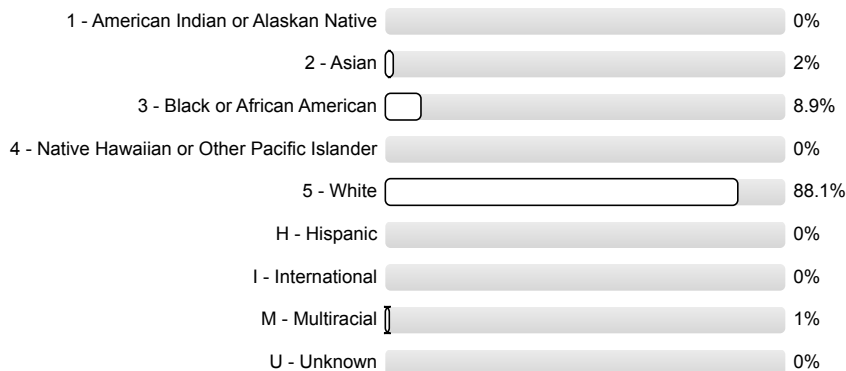 1 - American Indian or Alaskan Native 0%
2 - Asian 2%
3 - Black or African American 8.9%
4 - Native Hawaiian or Other Pacific Islander 0%
5 - White 88.1%
H - Hispanic 0%
I - International 0%
M - Multiracial 1%
U - Unknown 0%